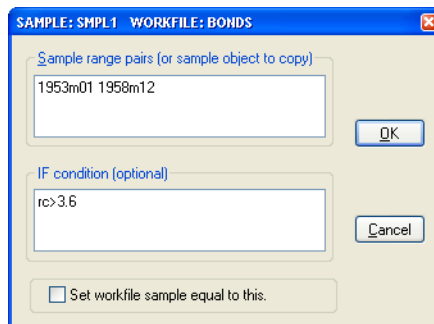 SAMPLE: SMPL1 WORKFILE: BONDS
Sample range pairs (or sample object to copy)
1953m01 1958m12
OK
IF condition (optional)
rc>3.6
Cancel
Set workfile sample equal to this.